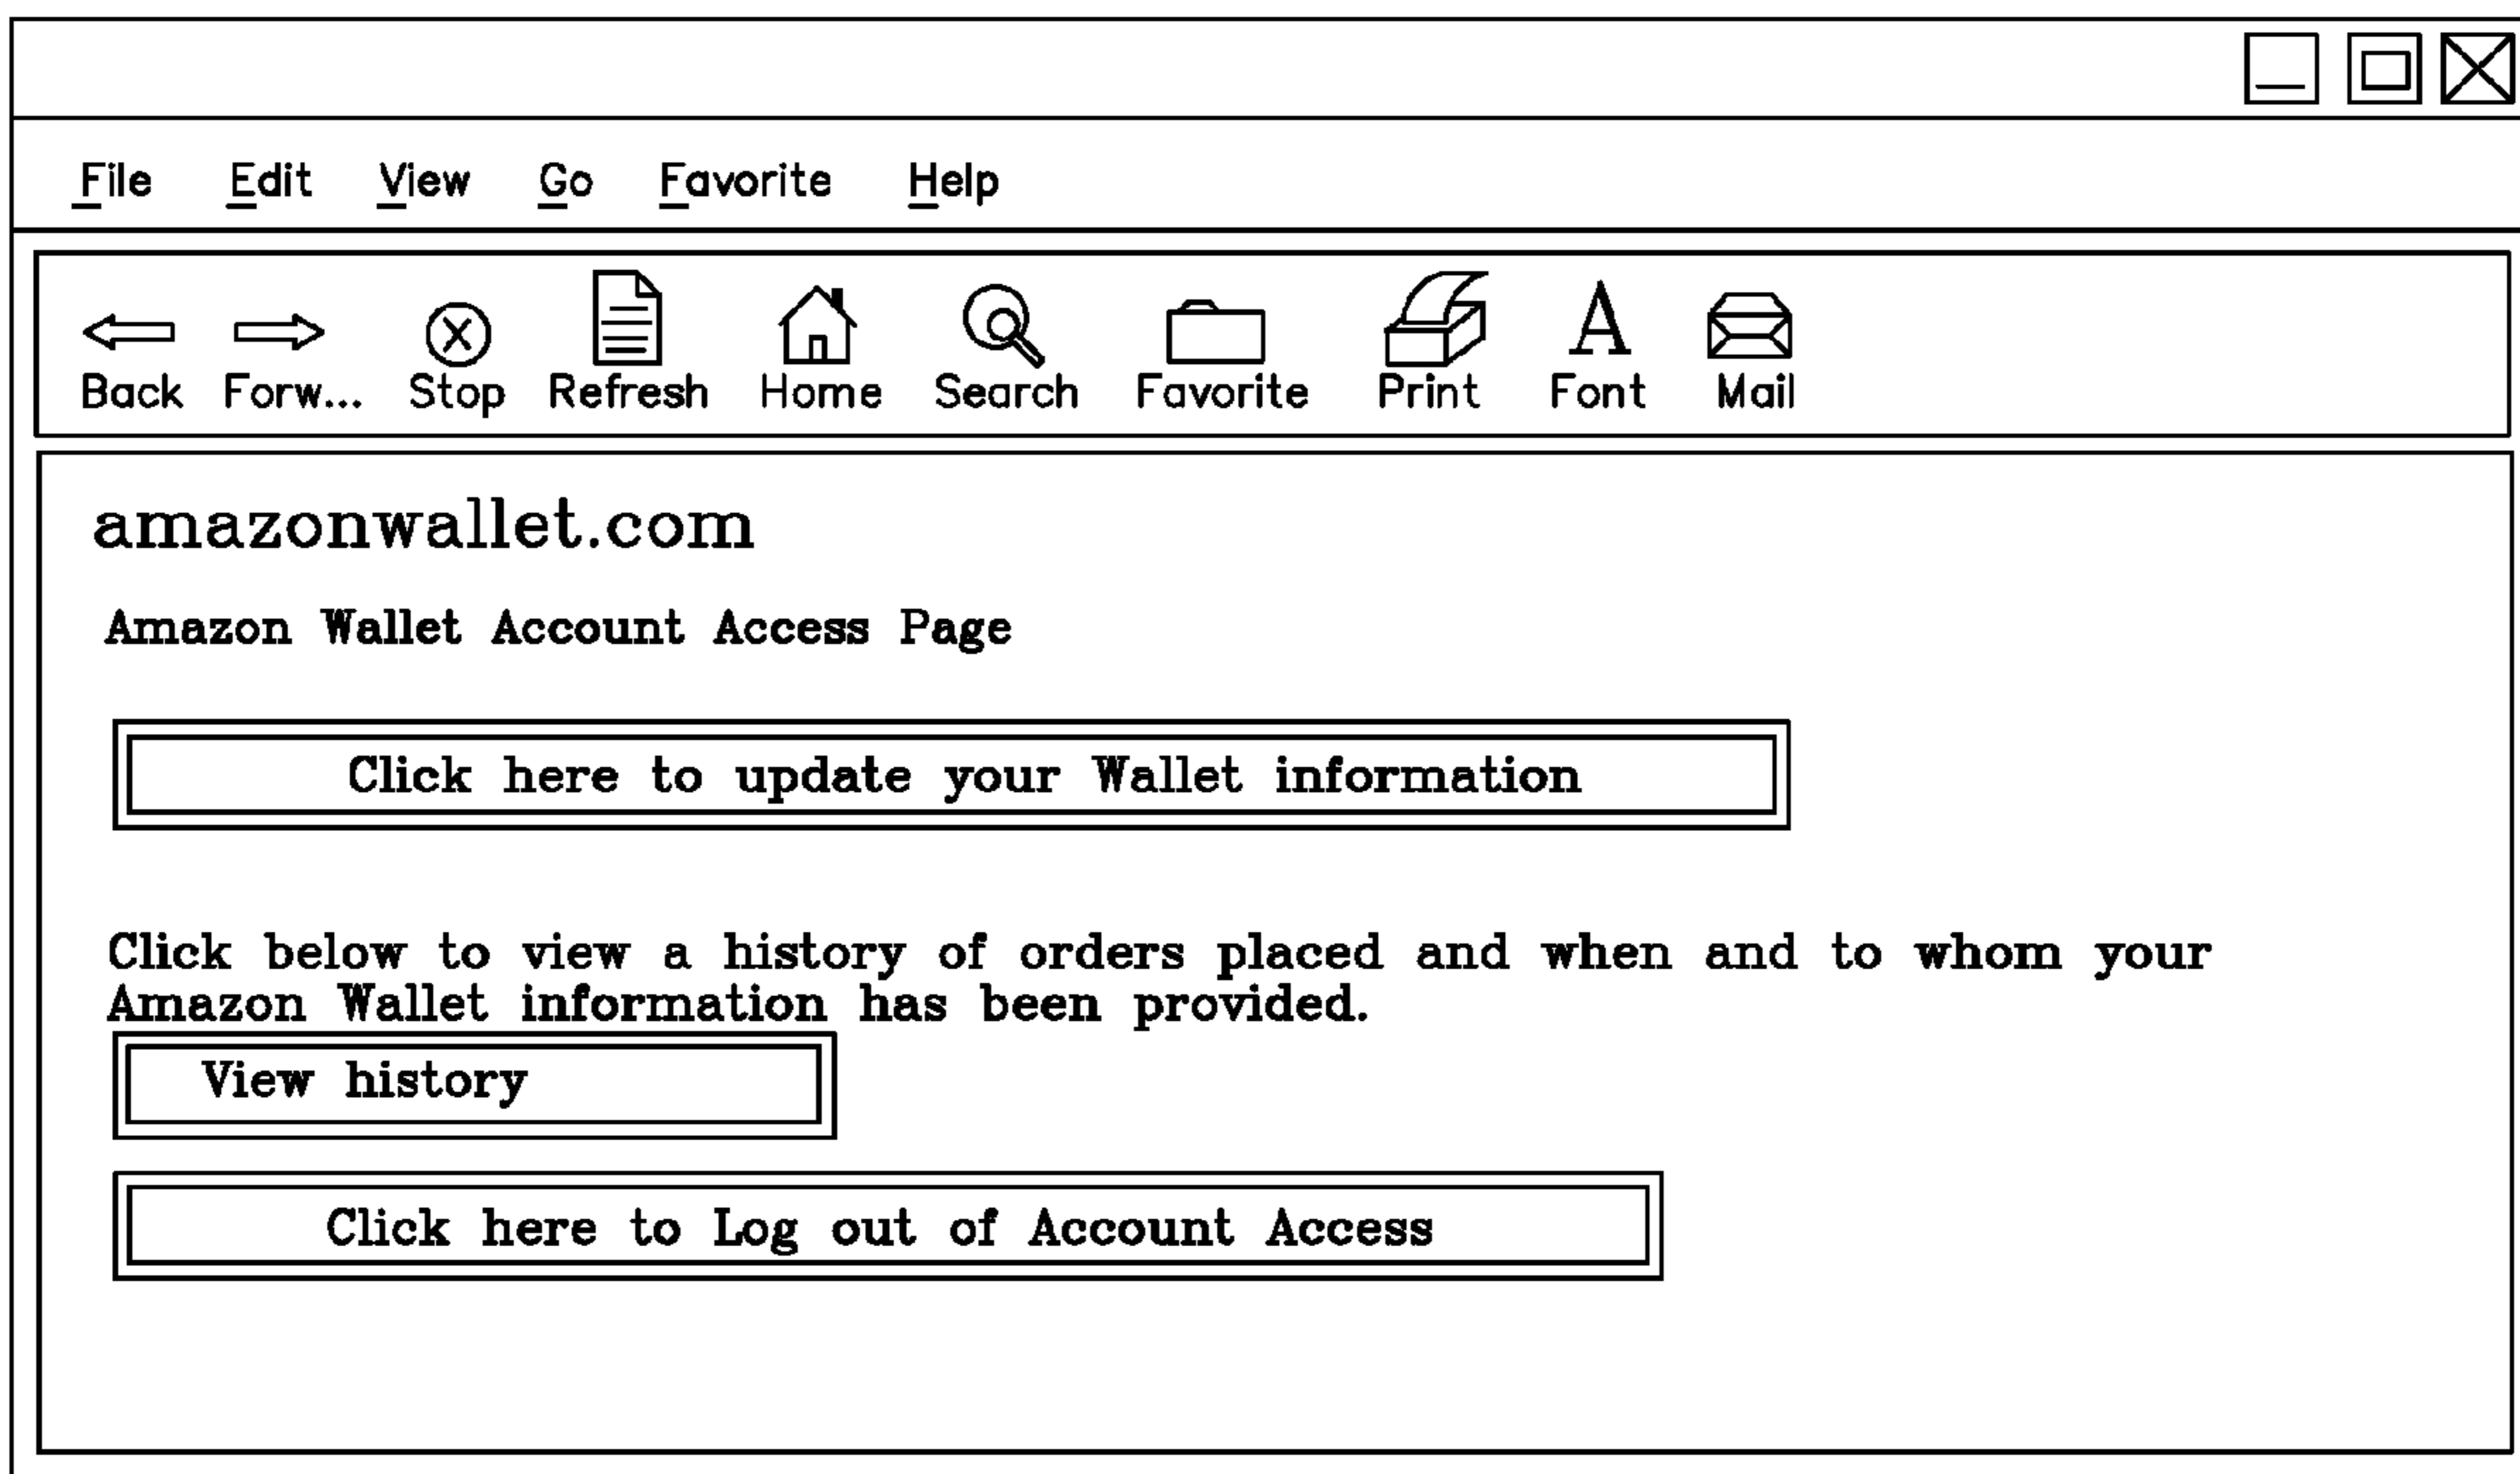 File Edit View Go Favorite Help
Back Forw... Stop Refresh Home Search Favorite Print Font Mail
amazonwallet.com
Amazon Wallet Account Access Page
Click here to update your Wallet information
Click below to view a history of orders placed and when and to whom your
Amazon Wallet information has been provided.
View history
Click here to Log out of Account Access